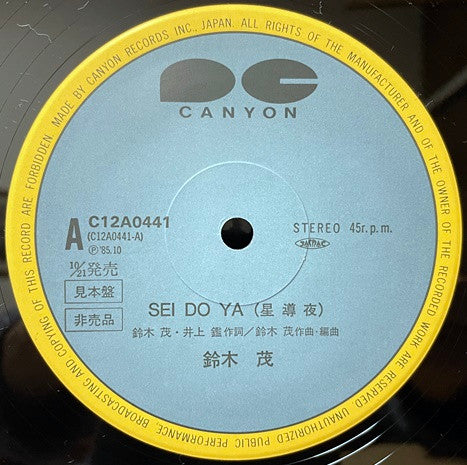 MADE BY CANYON RECORDS INC., JAPAN. ALL RIGHTS OF THE MANUFACTURER AND OF THE OWNER OF THE RECORDED WORK ARE RESERVED. UNAUTHORIZED PUBLIC PERFORMANCE, BROADCASTING AND COPYING OF THIS RECORD ARE FORBIDDEN.
CANYON
A C12A0441
(C12A0441-A)
Ⓟ'85.10
STEREO 45r.p.m.
10/21発売
見本盤
非売品
SEI DO YA (星 導 夜)
鈴木 茂・井上 鑑作詞/鈴木 茂作曲・編曲
鈴木 茂